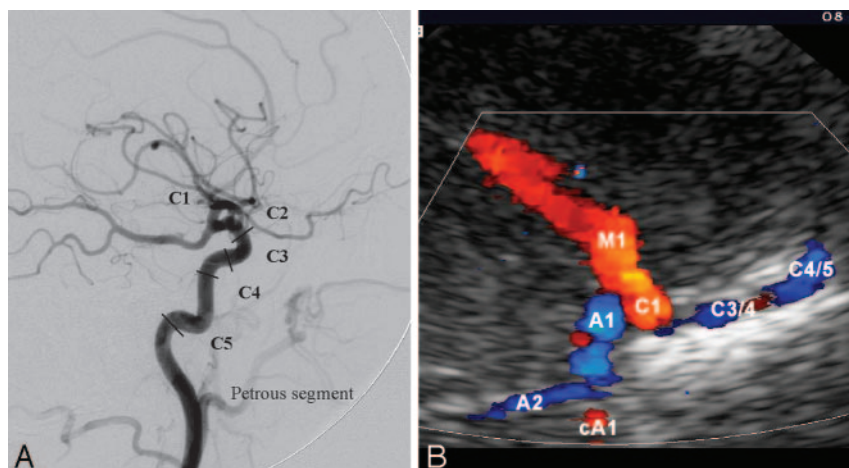 C1
C2
C3
C4
C5
Petrous segment
A
08
M1
C1
A1
C3/4
C4/5
A2
cA1
B